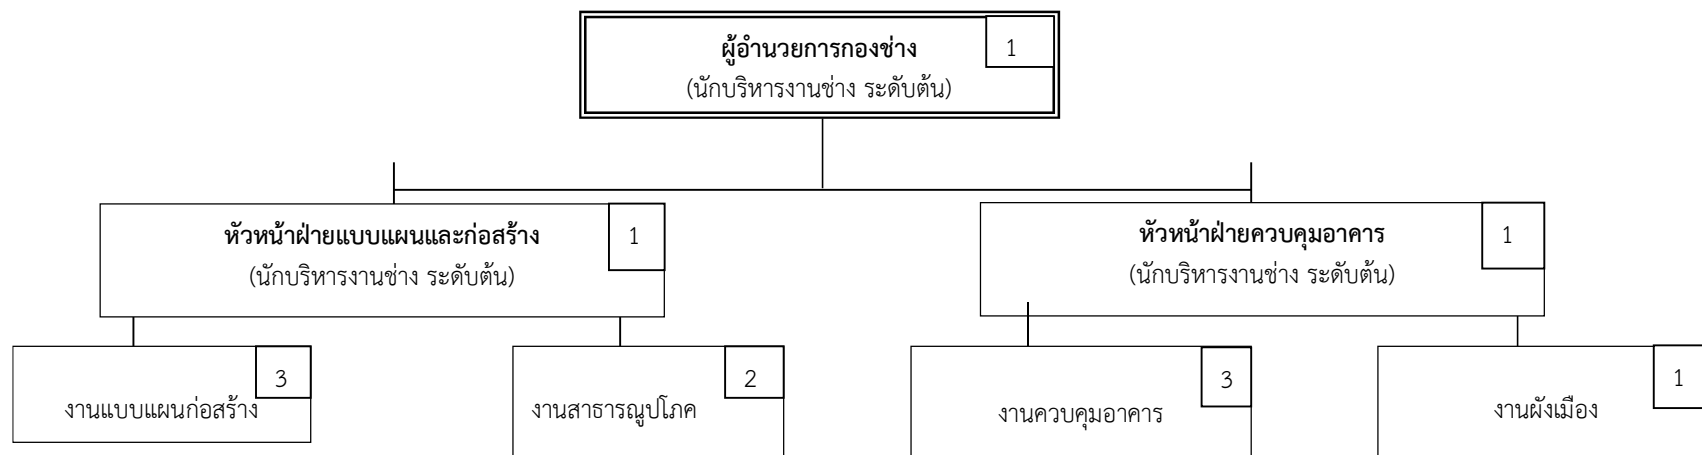 ผู้อำนวยการกองช่าง
1
(นักบริหารงานช่าง ระดับต้น)
หัวหน้าฝ่ายแบบแผนและก่อสร้าง
1
(นักบริหารงานช่าง ระดับต้น)
หัวหน้าฝ่ายควบคุมอาคาร
1
(นักบริหารงานช่าง ระดับต้น)
3
งานแบบแผนก่อสร้าง
2
งานสาธารณูปโภค
3
งานควบคุมอาคาร
1
งานผังเมือง